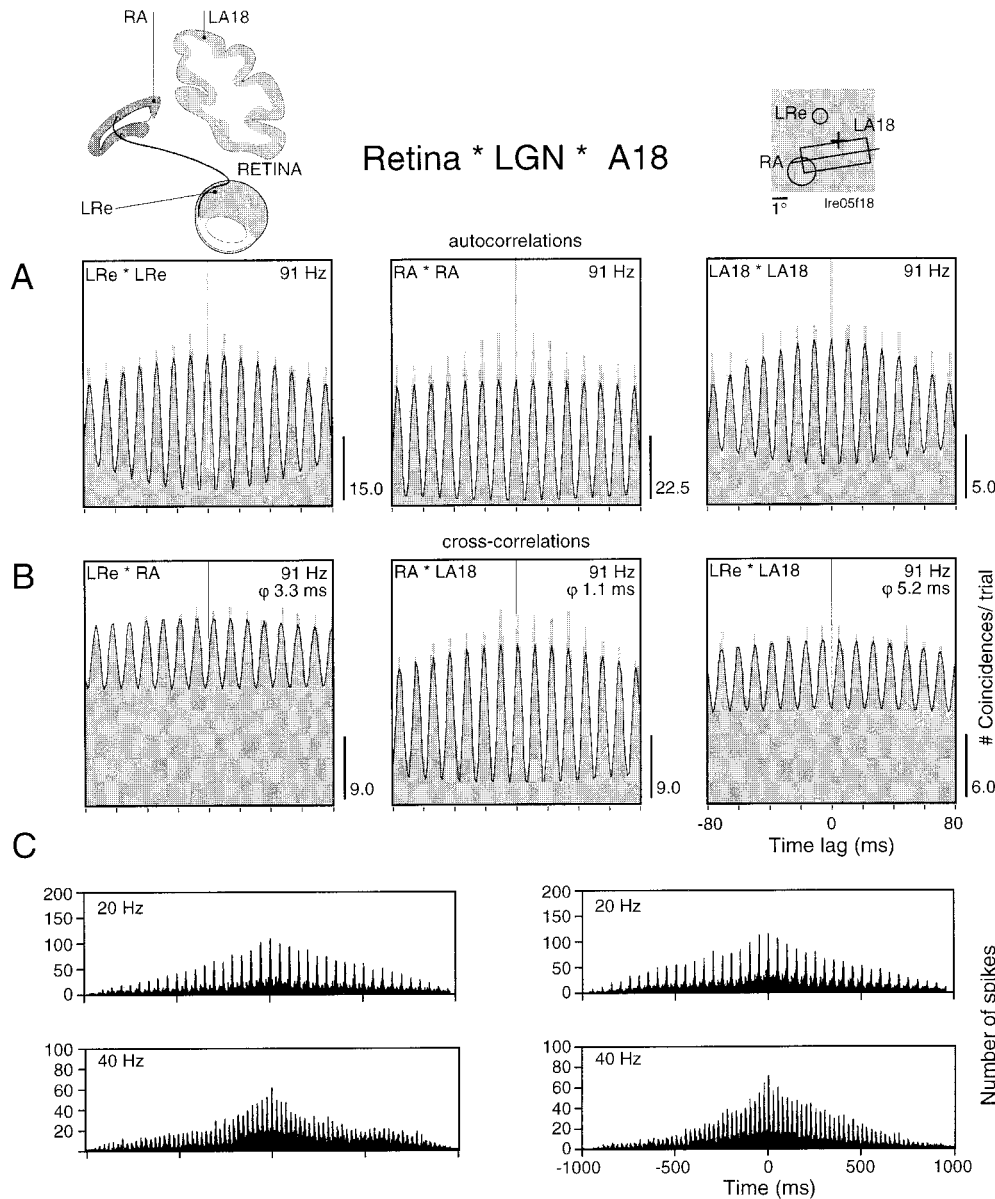 RA
LA18
RETINA
LRe
Retina * LGN * A18
LRe
LA18
RA
1°
lre05f18
autocorrelations
A
LRe * LRe
91 Hz
15.0
RA * RA
91 Hz
22.5
LA18 * LA18
91 Hz
5.0
cross-correlations
B
LRe * RA
91 Hz
φ 3.3 ms
9.0
RA * LA18
91 Hz
φ 1.1 ms
9.0
LRe * LA18
91 Hz
φ 5.2 ms
6.0
# Coincidences/ trial
-80
0
80
Time lag (ms)
C
200
150
100
50
0
20 Hz
200
150
100
50
0
20 Hz
-1000
-500
0
500
1000
100
80
60
40
20
40 Hz
100
80
60
40
20
0
40 Hz
-1000
-500
0
500
1000
Time (ms)
Number of spikes